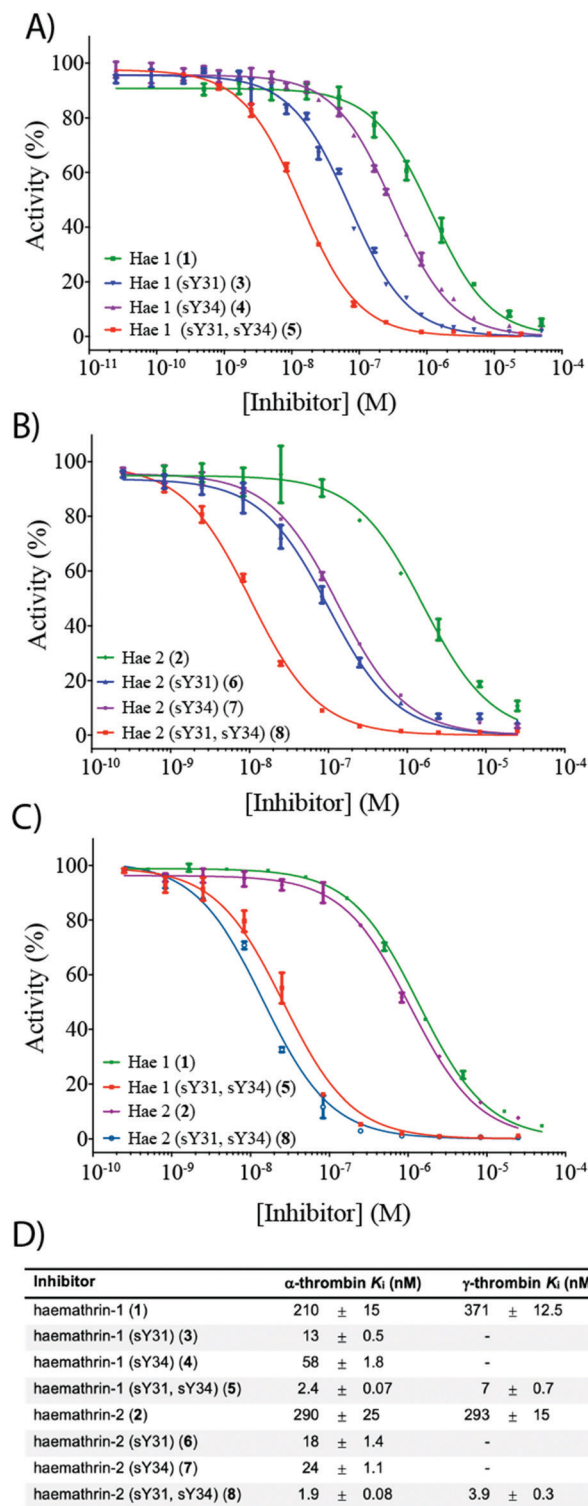 A)
Activity (%)
100
80
60
40
20
0
Hae 1 (1)
Hae 1 (sY31) (3)
Hae 1 (sY34) (4)
Hae 1 (sY31, sY34) (5)
10⁻¹¹ 10⁻¹⁰ 10⁻⁹ 10⁻⁸ 10⁻⁷ 10⁻⁶ 10⁻⁵ 10⁻⁴
[Inhibitor] (M)
B)
Activity (%)
100
80
60
40
20
0
Hae 2 (2)
Hae 2 (sY31) (6)
Hae 2 (sY34) (7)
Hae 2 (sY31, sY34) (8)
10⁻¹⁰ 10⁻⁹ 10⁻⁸ 10⁻⁷ 10⁻⁶ 10⁻⁵ 10⁻⁴
[Inhibitor] (M)
C)
Activity (%)
100
80
60
40
20
0
Hae 1 (1)
Hae 1 (sY31, sY34) (5)
Hae 2 (2)
Hae 2 (sY31, sY34) (8)
10⁻¹⁰ 10⁻⁹ 10⁻⁸ 10⁻⁷ 10⁻⁶ 10⁻⁵ 10⁻⁴
[Inhibitor] (M)
D)
Inhibitor α-thrombin Ki (nM) γ-thrombin Ki (nM
haemathrin-1 (1) 210 ± 15 371 ± 12.5
haemathrin-1 (sY31) (3) 13 ± 0.5 -
haemathrin-1 (sY34) (4) 58 ± 1.8 -
haemathrin-1 (sY31, sY34) (5) 2.4 ± 0.07 7 ± 0.7
haemathrin-2 (2) 290 ± 25 293 ± 15
haemathrin-2 (sY31) (6) 18 ± 1.4 -
haemathrin-2 (sY34) (7) 24 ± 1.1 -
haemathrin-2 (sY31, sY34) (8) 1.9 ± 0.08 3.9 ± 0.3